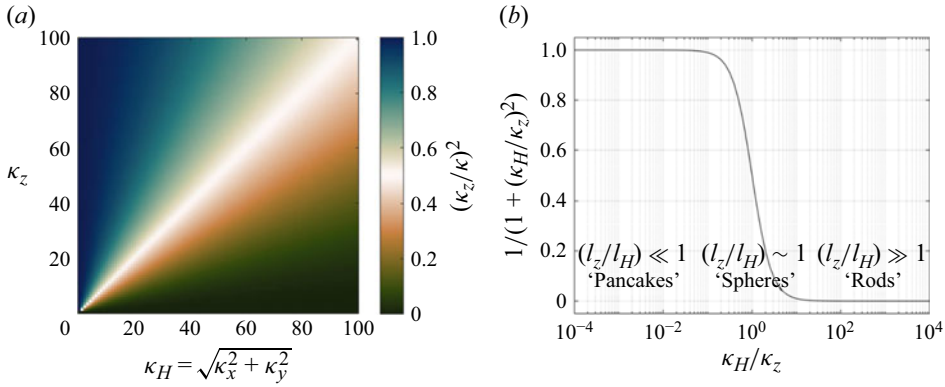 (a)
100
80
60
40
20
0
κ_z
20 40 60 80 100
κ_H = √κ_x^2 + κ_y^2
1.0
0.8
0.6
0.4
0.2
0
(κ_z/κ)^2
(b)
1.0
0.8
0.6
0.4
0.2
0
1/(1 + (κ_H/κ_z)^2)
(l_z/l_H) ≪ 1 (l_z/l_H) ~ 1 (l_z/l_H) ≫ 1
‘Pancakes’ ‘Spheres’ ‘Rods’
10^−4 10^−2 10^0 10^2 10^4
κ_H/κ_z